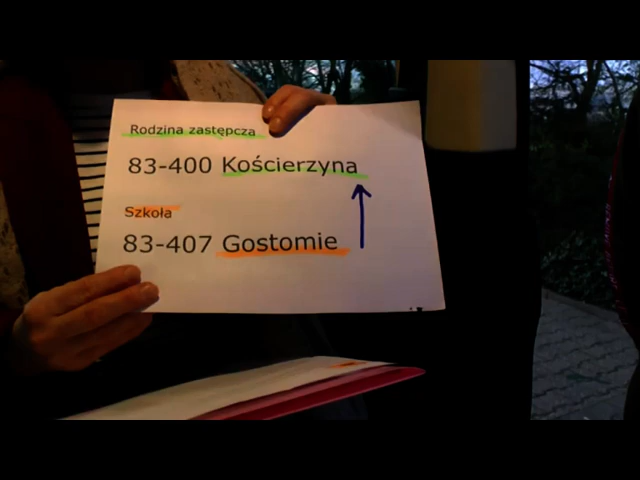 Rodzina zastępcza
83-400 Kościerzyna
Szkoła
83-407 Gostomie